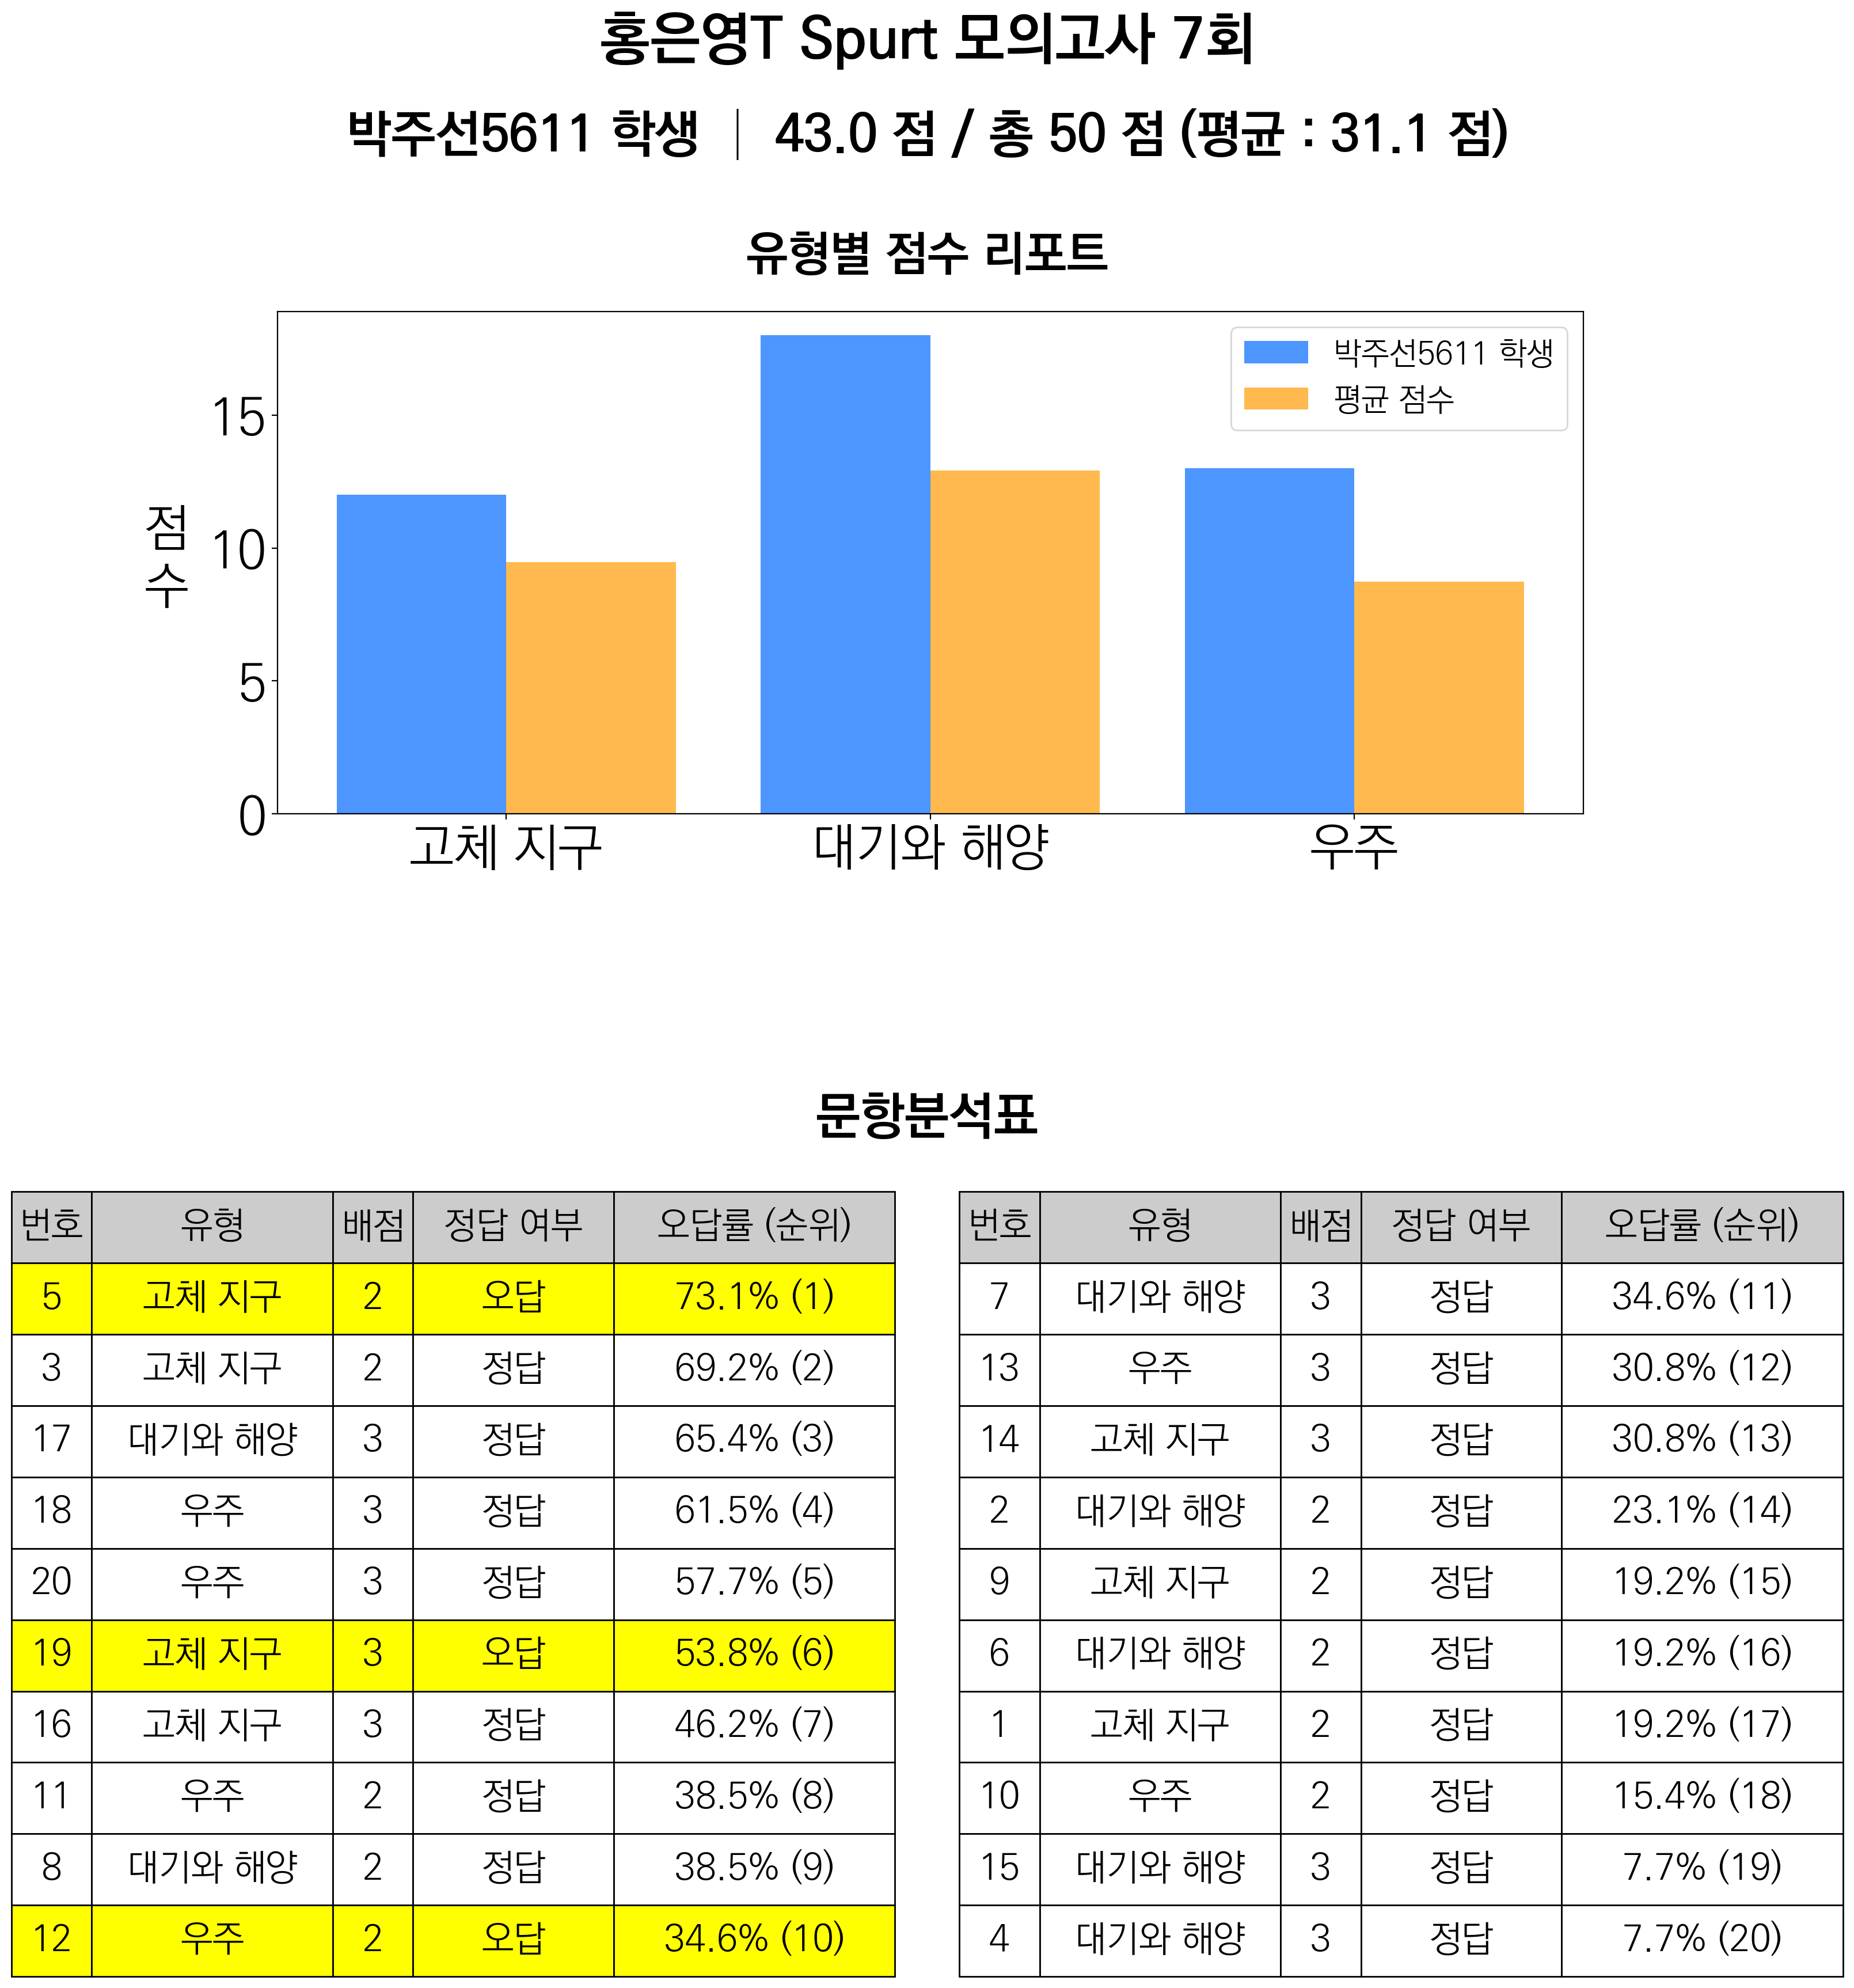 홍은영T Spurt 모의고사 7회
박주선5611 학생 | 43.0 점 / 총 50 점 (평균 : 31.1 점)
유형별 점수 리포트
박주선5611 학생
평균 점수
15
10
5
0
점
수
고체 지구 대기와 해양 우주
문항분석표
번호 유형 배점 정답 여부 오답률 (순위)
5 고체 지구 2 오답 73.1% (1)
3 고체 지구 2 정답 69.2% (2)
17 대기와 해양 3 정답 65.4% (3)
18 우주 3 정답 61.5% (4)
20 우주 3 정답 57.7% (5)
19 고체 지구 3 오답 53.8% (6)
16 고체 지구 3 정답 46.2% (7)
11 우주 2 정답 38.5% (8)
8 대기와 해양 2 정답 38.5% (9)
12 우주 2 오답 34.6% (10)
번호 유형 배점 정답 여부 오답률 (순위)
7 대기와 해양 3 정답 34.6% (11)
13 우주 3 정답 30.8% (12)
14 고체 지구 3 정답 30.8% (13)
2 대기와 해양 2 정답 23.1% (14)
9 고체 지구 2 정답 19.2% (15)
6 대기와 해양 2 정답 19.2% (16)
1 고체 지구 2 정답 19.2% (17)
10 우주 2 정답 15.4% (18)
15 대기와 해양 3 정답 7.7% (19)
4 대기와 해양 3 정답 7.7% (20)